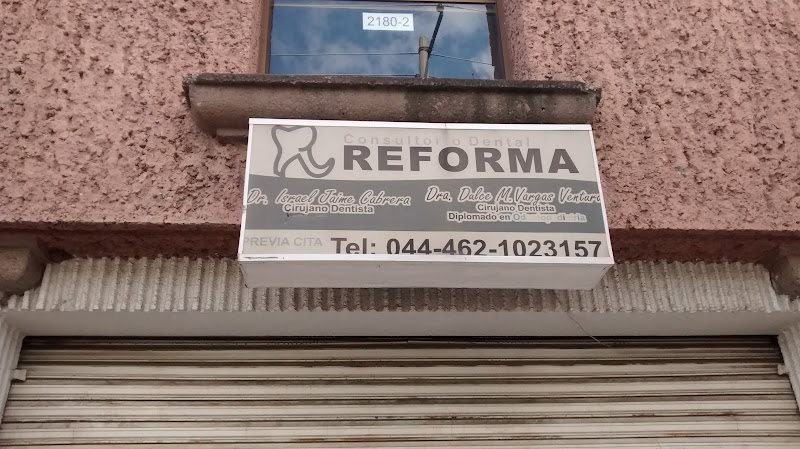 2180-2
Consultorio Dental
REFORMA
Dr. Israel Jaime Cabrera
Cirujano Dentista
Dra. Dulce M. Vargas Ventura
Cirujano Dentista
Diplomado en
PREVIA CITA
Tel: 044-462-1023157